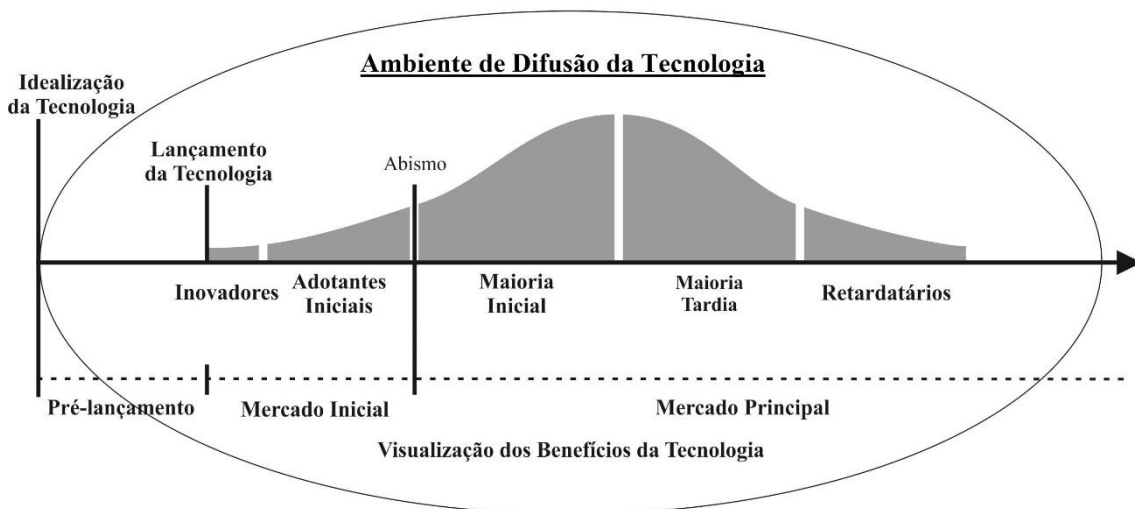 Ambiente de Difusão da Tecnologia
Idealização
da Tecnologia
Lançamento
da Tecnologia
Abismo
Inovadores
Adotantes
Iniciais
Maioria
Inicial
Maioria
Tardia
Retardatários
Pré-lançamento
Mercado Inicial
Mercado Principal
Visualização dos Benefícios da Tecnologia